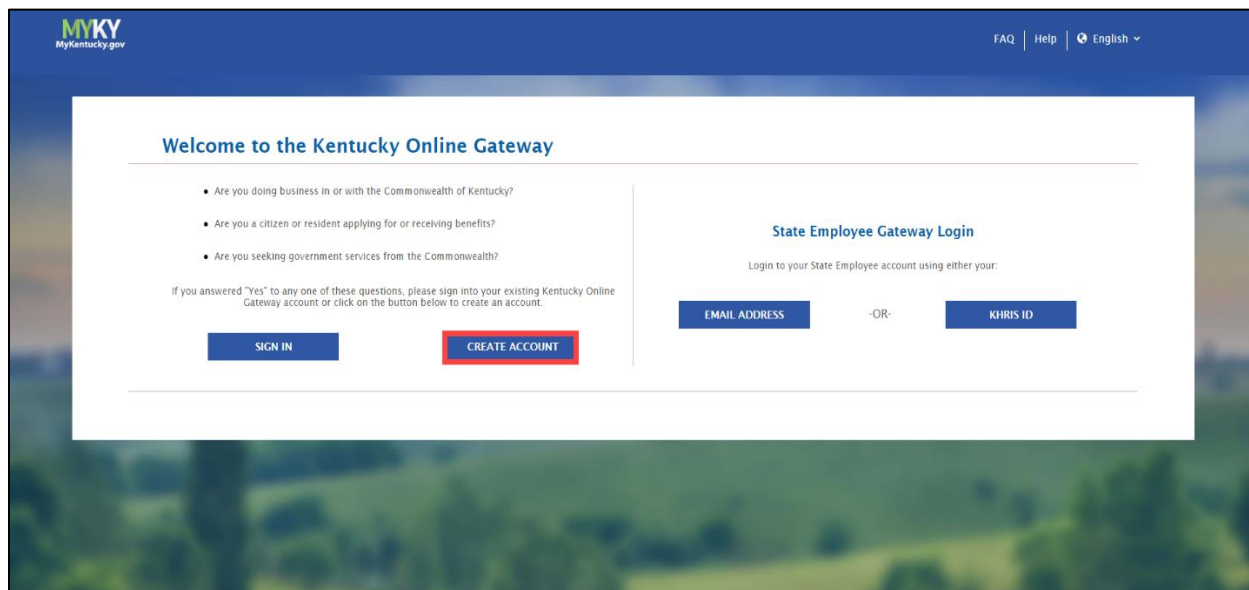 MYKY
MyKentucky.gov
FAQ
Help
English
Welcome to the Kentucky Online Gateway
Are you doing business in or with the Commonwealth of Kentucky?
Are you a citizen or resident applying for or receiving benefits?
Are you seeking government services from the Commonwealth?
If you answered "Yes" to any one of these questions, please sign into your existing Kentucky Online
Gateway account or click on the button below to create an account.
SIGN IN
CREATE ACCOUNT
State Employee Gateway Login
Login to your State Employee account using either your:
EMAIL ADDRESS
-OR-
KHRIS ID